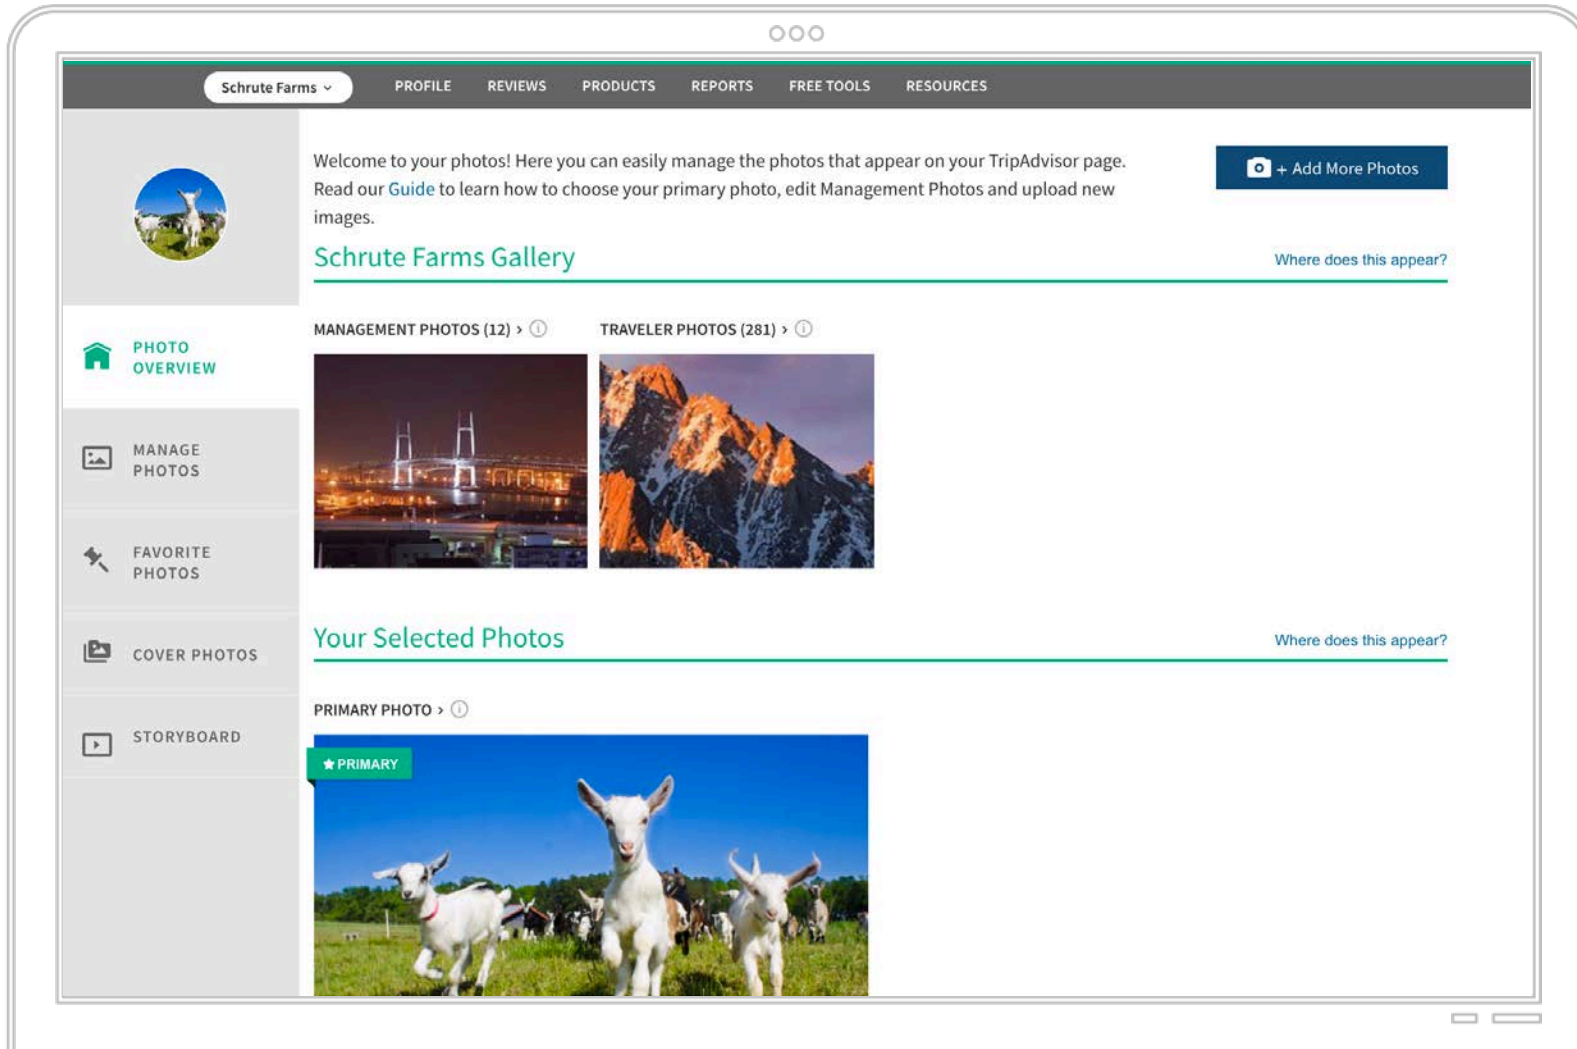 Schrute Farms
PROFILE
REVIEWS
PRODUCTS
REPORTS
FREE TOOLS
RESOURCES
Welcome to your photos! Here you can easily manage the photos that appear on your TripAdvisor page.
Read our Guide to learn how to choose your primary photo, edit Management Photos and upload new
images.
+ Add More Photos
Schrute Farms Gallery
Where does this appear?
PHOTO
OVERVIEW
MANAGE
PHOTOS
FAVORITE
PHOTOS
COVER PHOTOS
STORYBOARD
MANAGEMENT PHOTOS (12) >
TRAVELER PHOTOS (281) >
Your Selected Photos
Where does this appear?
PRIMARY PHOTO >
PRIMARY